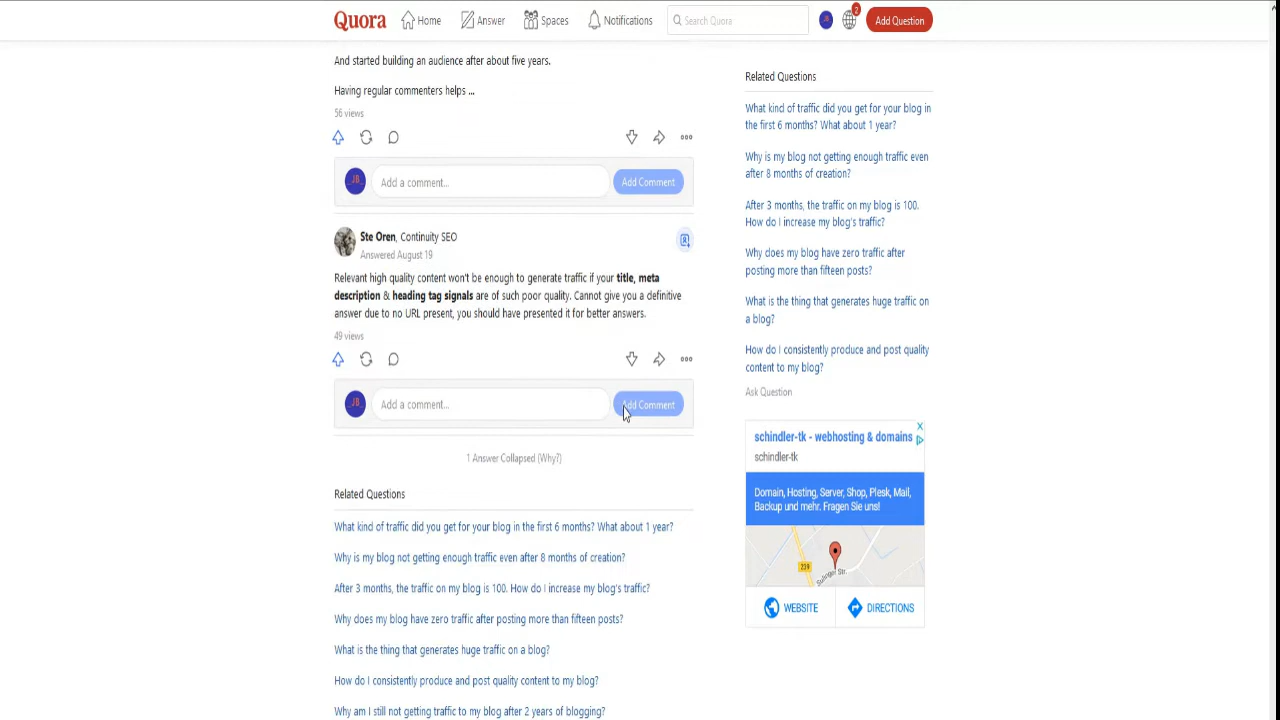 Quora
Home
Answer
Spaces
Notifications
Search Quora
JB
2
Add Question
And started building an audience after about five years.
Having regular commenters helps ...
56 views
JB
Add a comment...
Add Comment
Ste Oren, Continuity SEO
Answered August 19
Relevant high quality content won't be enough to generate traffic if your title, meta
description & heading tag signals are of such poor quality. Cannot give you a definitive
answer due to no URL present, you should have presented it for better answers.
49 views
JB
Add a comment...
Add Comment
1 Answer Collapsed (Why?)
Related Questions
What kind of traffic did you get for your blog in the first 6 months? What about 1 year?
Why is my blog not getting enough traffic even after 8 months of creation?
After 3 months, the traffic on my blog is 100. How do I increase my blog's traffic?
Why does my blog have zero traffic after posting more than fifteen posts?
What is the thing that generates huge traffic on a blog?
How do I consistently produce and post quality content to my blog?
Why am I still not getting traffic to my blog after 2 years of blogging?
Related Questions
What kind of traffic did you get for your blog in
the first 6 months? What about 1 year?
Why is my blog not getting enough traffic even
after 8 months of creation?
After 3 months, the traffic on my blog is 100.
How do I increase my blog's traffic?
Why does my blog have zero traffic after
posting more than fifteen posts?
What is the thing that generates huge traffic on
a blog?
How do I consistently produce and post quality
content to my blog?
Ask Question
schindler-tk - webhosting & domains
schindler-tk
Domain, Hosting, Server, Shop, Plesk, Mail,
Backup und mehr. Fragen Sie uns!
239
Sulinger Str.
WEBSITE
DIRECTIONS